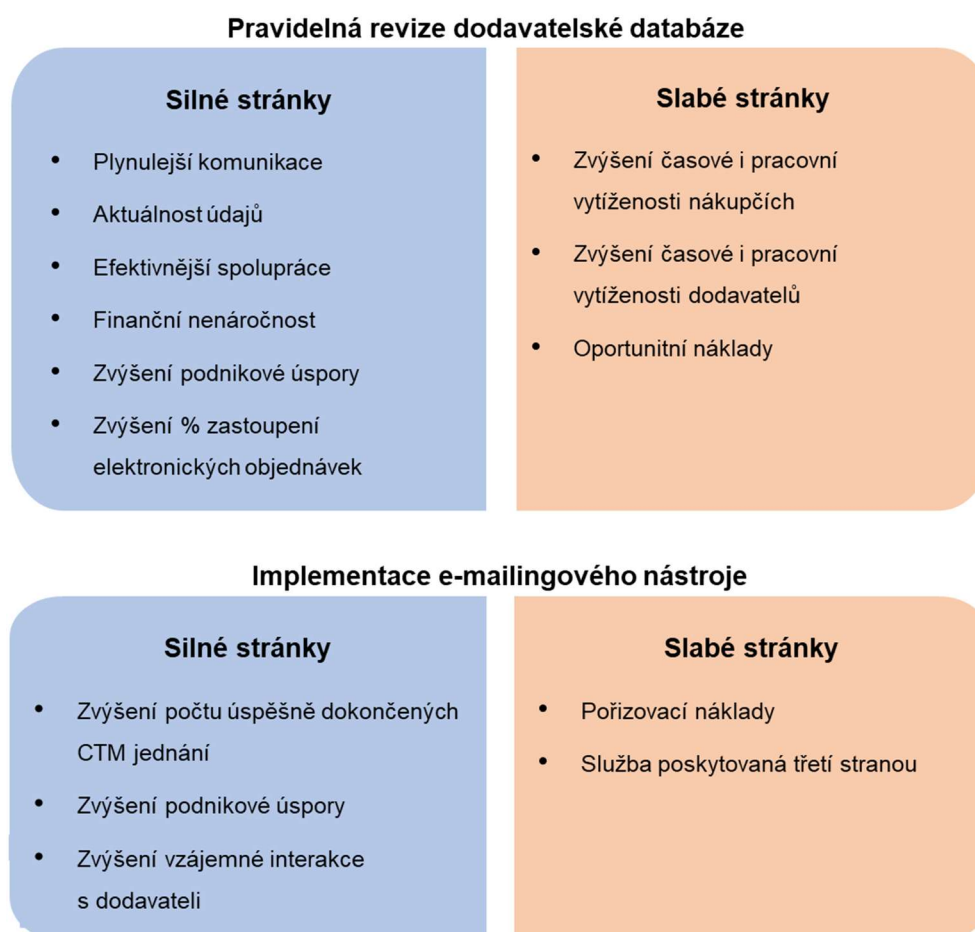 Pravidelná revize dodavatelské databáze
Silné stránky
• Plynulejší komunikace
• Aktuálnost údajů
• Efektivnější spolupráce
• Finanční nenáročnost
• Zvýšení podnikové úspory
• Zvýšení % zastoupení
elektronických objednávek
Slabé stránky
• Zvýšení časové i pracovní
vytíženosti nákupčích
• Zvýšení časové i pracovní
vytíženosti dodavatelů
• Oportunitní náklady
Implementace e-mailingového nástroje
Silné stránky
• Zvýšení počtu úspěšně dokončených
CTM jednání
• Zvýšení podnikové úspory
• Zvýšení vzájemné interakce
s dodavateli
Slabé stránky
• Pořizovací náklady
• Služba poskytovaná třetí stranou